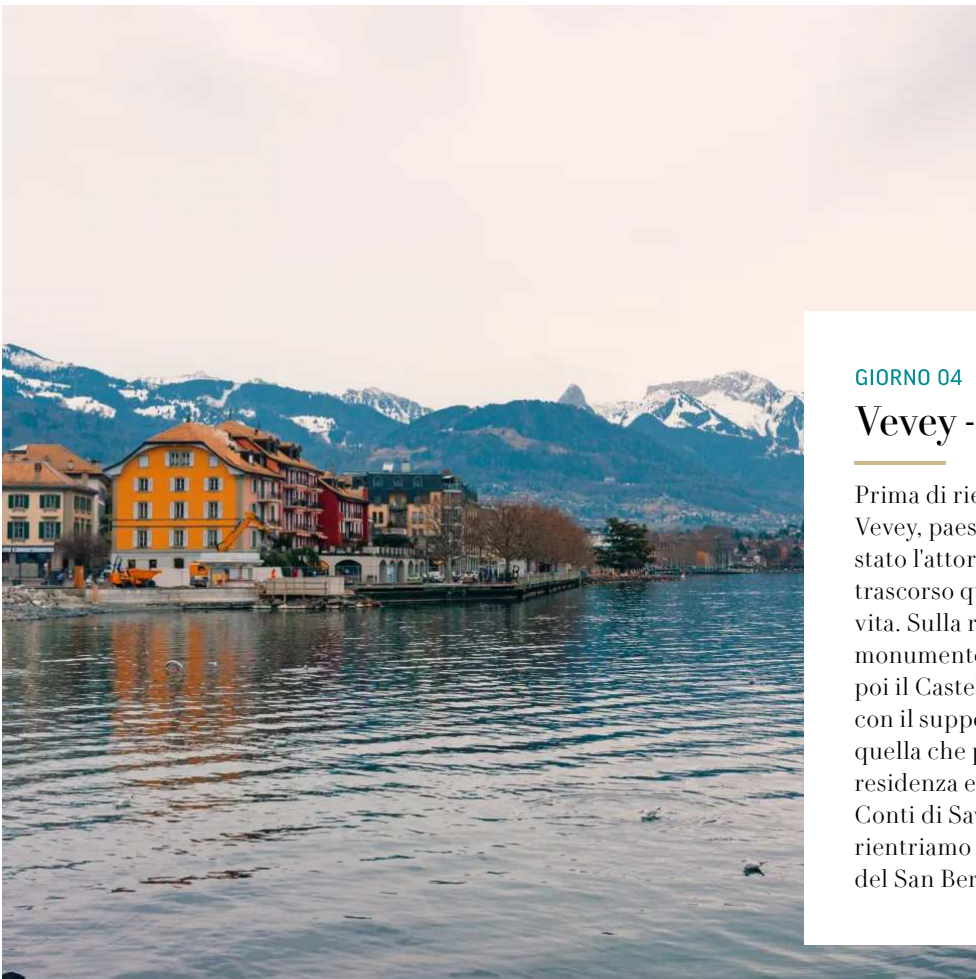 GIORNO 04
Vevey -
Prima di rie
Vevey, paes
stato l'attor
trascorso q
vita. Sulla r
monumento
poi il Caste
con il suppo
quella che p
residenza e
Conti di Sav
rientriamo
del San Ber